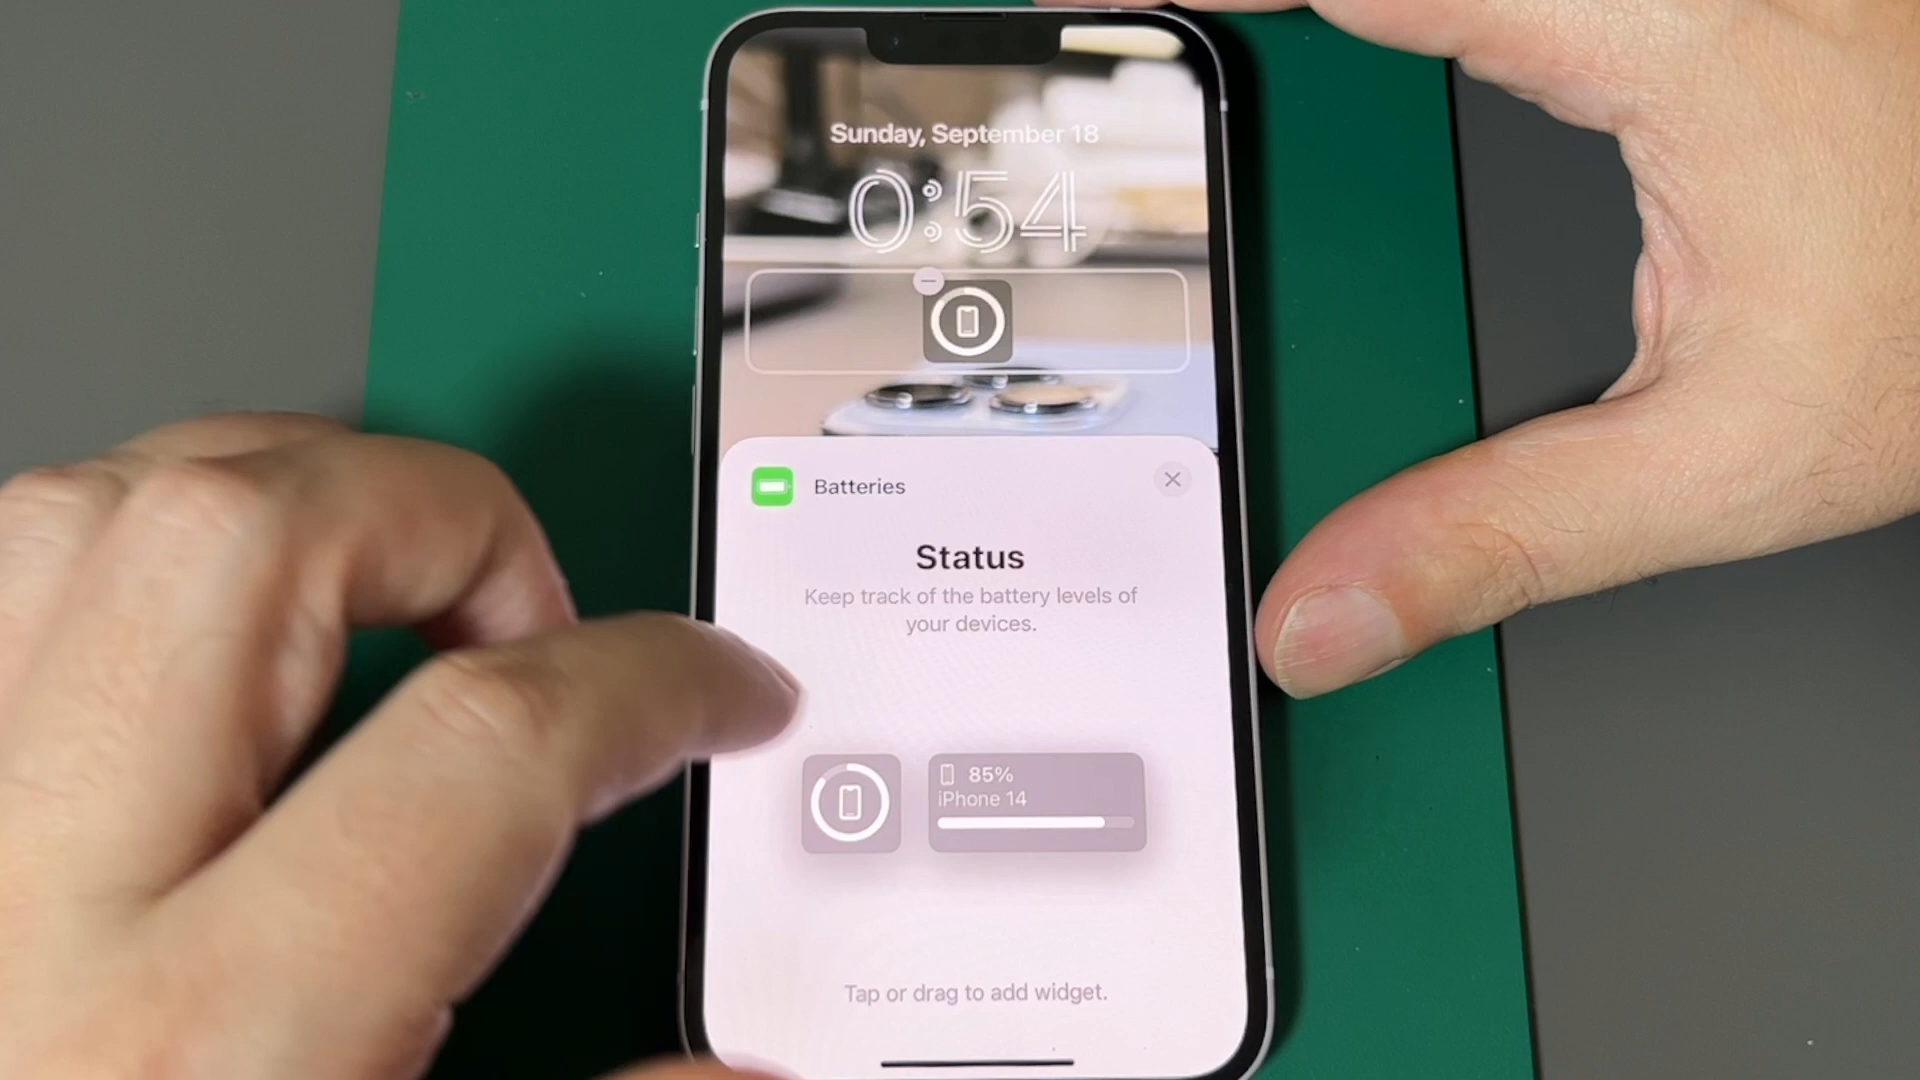 Sunday, September 18
0:54
Batteries
Status
Keep track of the battery levels of
your devices.
85%
iPhone 14
Tap or drag to add widget.